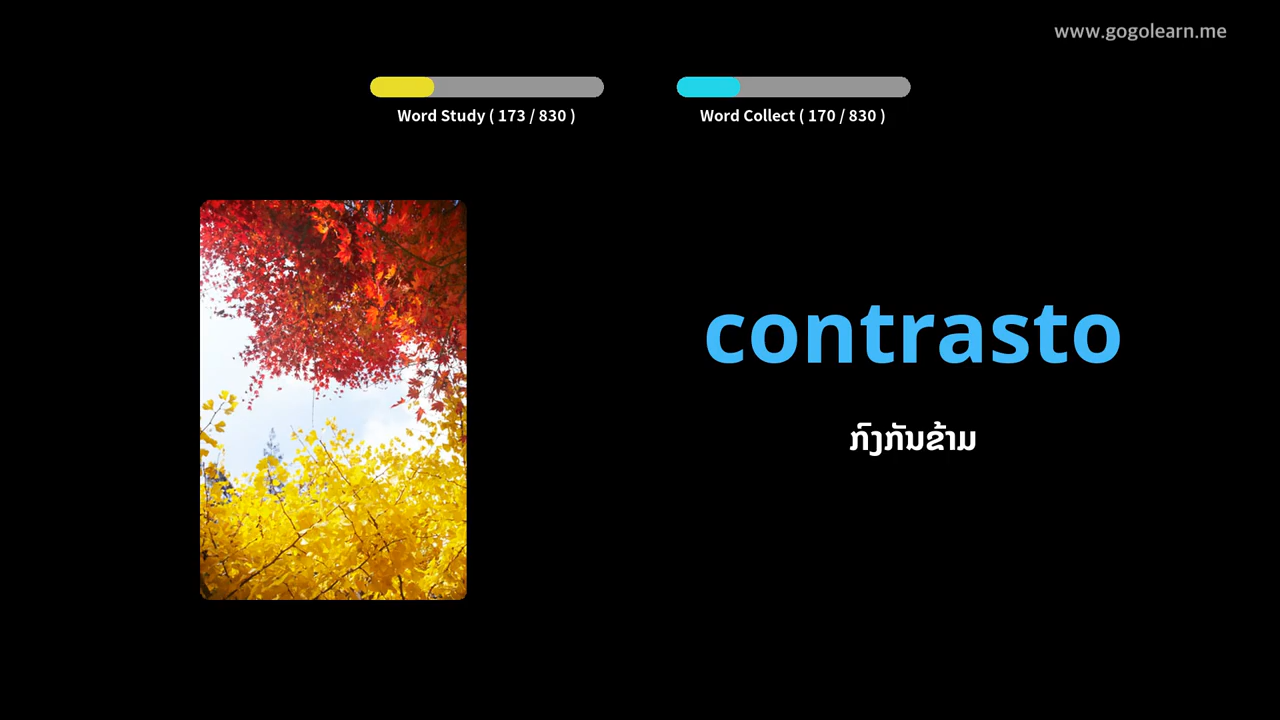 www.gogolearn.me
Word Study ( 173 / 830 )
Word Collect ( 170 / 830 )
contrasto
ກົງກັນຂ້າມ